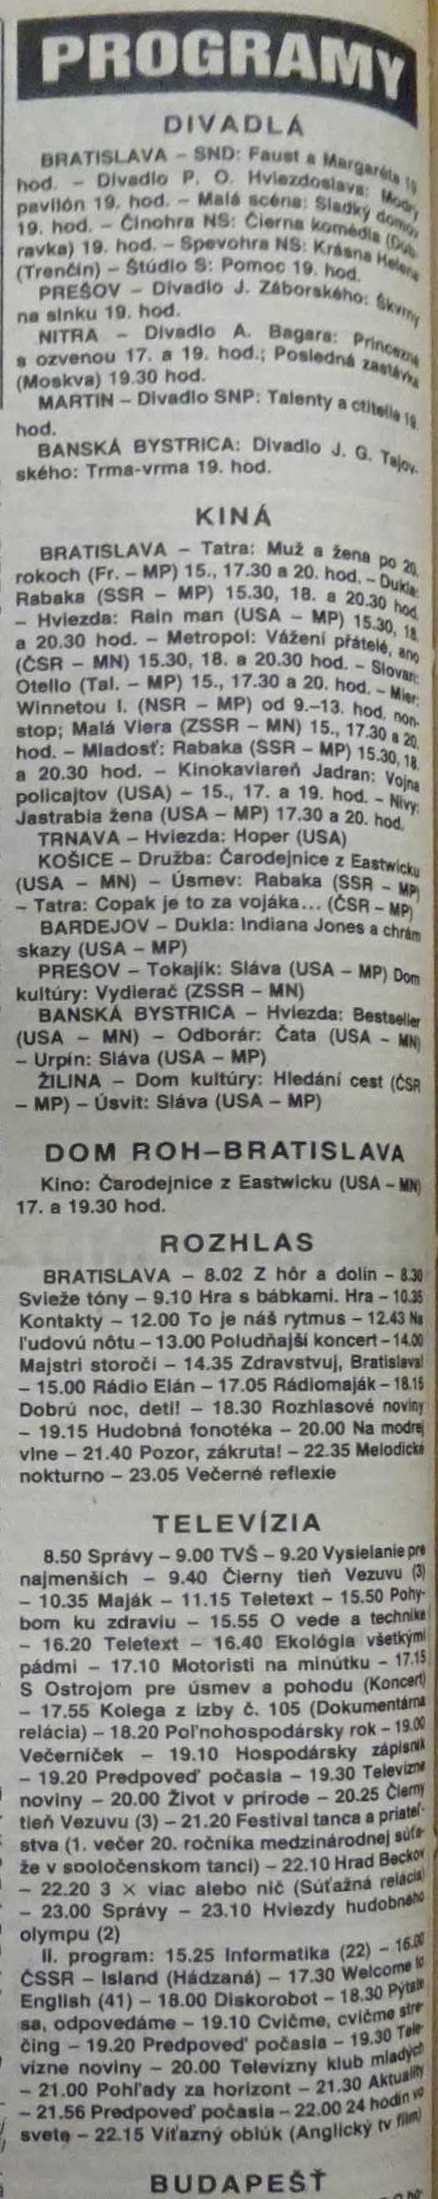 PROGRAMY
DIVADLÁ
BRATISLAVA – SND: Faust a Margaréta 19
hod. – Divadlo P. O. Hviezdoslava: Modrý
pavilón 19. hod. – Malá scéna: Sladký domov
19. hod. – Činohra NS: Čierna komédia (Dúb-
ravka) 19. hod. – Spevohra NS: Krásna Helena
(Trenčín) – Štúdio S: Pomoc 19. hod.
PREŠOV – Divadlo J. Záborského: Škvrny
na slnku 19. hod.
NITRA – Divadlo A. Bagara: Princezná
s ozvenou 17. a 19. hod.; Posledná zastávka
(Moskva) 19.30 hod.
MARTIN – Divadlo SNP: Talenty a ctitelia 19.
hod.
BANSKÁ BYSTRICA: Divadlo J. G. Tajov-
ského: Trma-vrma 19. hod.
KINÁ
BRATISLAVA – Tatra: Muž a žena po 20.
rokoch (Fr. – MP) 15., 17.30 a 20. hod. – Dukla:
Rabaka (SSR – MP) 15.30, 18. a 20.30 hod.
– Hviezda: Rain man (USA – MP) 15.30, 18.
a 20.30 hod. – Metropol: Vážení přátelé, ano
(ČSR – MN) 15.30, 18. a 20.30 hod. – Slovan:
Otello (Tal. – MP) 15., 17.30 a 20. hod. – Mier:
Winnetou I. (NSR – MP) od 9.–13. hod. non-
stop; Malá Viera (ZSSR – MN) 15., 17.30 a 20.
hod. – Mladosť: Rabaka (SSR – MP) 15.30, 18.
a 20.30 hod. – Kinokaviareň Jadran: Vojna
policajtov (USA) – 15., 17. a 19. hod. – Nivy:
Jastrabia žena (USA – MP) 17.30 a 20. hod.
TRNAVA – Hviezda: Hoper (USA)
KOŠICE – Družba: Čarodejnice z Eastwicku
(USA – MN) – Úsmev: Rabaka (SSR – MP)
– Tatra: Copak je to za vojáka... (ČSR – MP)
BARDEJOV – Dukla: Indiana Jones a chrám
skazy (USA – MP)
PREŠOV – Tokajík: Sláva (USA – MP) Dom
kultúry: Vydierač (ZSSR – MN)
BANSKÁ BYSTRICA – Hviezda: Bestseller
(USA – MN) – Odborár: Čata (USA – MN)
– Urpín: Sláva (USA – MP)
ŽILINA – Dom kultúry: Hledání cest (ČSR
– MP) – Úsvit: Sláva (USA – MP)
DOM ROH–BRATISLAVA
Kino: Čarodejnice z Eastwicku (USA – MN)
17. a 19.30 hod.
ROZHLAS
BRATISLAVA – 8.02 Z hôr a dolín – 8.30
Svieže tóny – 9.10 Hra s bábkami. Hra – 10.35
Kontakty – 12.00 To je náš rytmus – 12.43 Na
ľudovú nôtu – 13.00 Poludňajší koncert – 14.00
Majstri storočí – 14.35 Zdravstvuj, Bratislava!
– 15.00 Rádio Elán – 17.05 Rádiomaják – 18.15
Dobrú noc, deti! – 18.30 Rozhlasové noviny
– 19.15 Hudobná fonotéka – 20.00 Na modrej
vlne – 21.40 Pozor, zákruta! – 22.35 Melodické
nokturno – 23.05 Večerné reflexie
TELEVÍZIA
8.50 Správy – 9.00 TVŠ – 9.20 Vysielanie pre
najmenších – 9.40 Čierny tieň Vezuvu (3)
– 10.35 Maják – 11.15 Teletext – 15.50 Pohy-
bom ku zdraviu – 15.55 O vede a technike
– 16.20 Teletext – 16.40 Ekológia všetkými
pádmi – 17.10 Motoristi na minútku – 17.15
S Ostrojom pre úsmev a pohodu (Koncert)
– 17.55 Kolega z izby č. 105 (Dokumentárna
relácia) – 18.20 Poľnohospodársky rok – 19.00
Večerníček – 19.10 Hospodársky zápisník
– 19.20 Predpoveď počasia – 19.30 Televízne
noviny – 20.00 Život v prírode – 20.25 Čierny
tieň Vezuvu (3) – 21.20 Festival tanca a priateľ-
stva (1. večer 20. ročníka medzinárodnej súťa-
že v spoločenskom tanci) – 22.10 Hrad Beckov
– 22.20 3 × viac alebo nič (Súťažná relácia)
– 23.00 Správy – 23.10 Hviezdy hudobného
olympu (2)
II. program: 15.25 Informatika (22) – 16.00
ČSSR – Island (Hádzaná) – 17.30 Welcome to
English (41) – 18.00 Diskorobot – 18.30 Pýtate
sa, odpovedáme – 19.10 Cvičme, cvičme stre-
čing – 19.20 Predpoveď počasia – 19.30 Tele-
vízne noviny – 20.00 Televízny klub mladých
– 21.00 Pohľady za horizont – 21.30 Aktuality
– 21.56 Predpoveď počasia – 22.00 24 hodín vo
svete – 22.15 Víťazný oblúk (Anglický tv film)
BUDAPEŠŤ